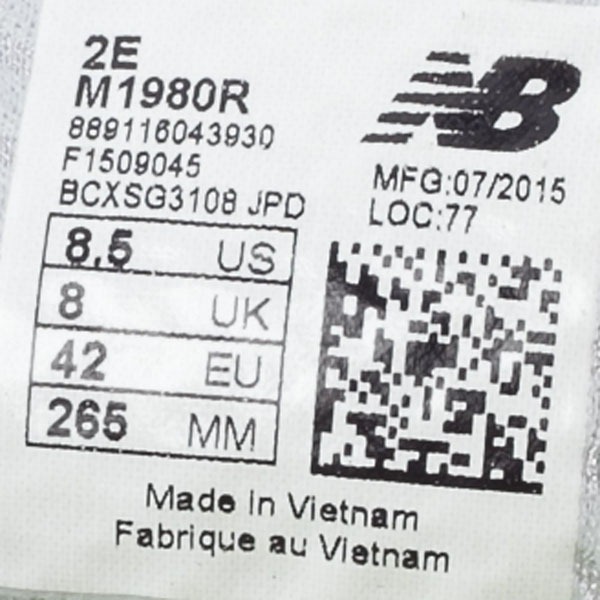 2E
M1980R
889116043930
F1509045
BCXSG3108 JPD
NB
MFG:07/2015
LOC:77
8.5 US
8 UK
42 EU
265 MM
Made In Vietnam
Fabrique au Vietnam